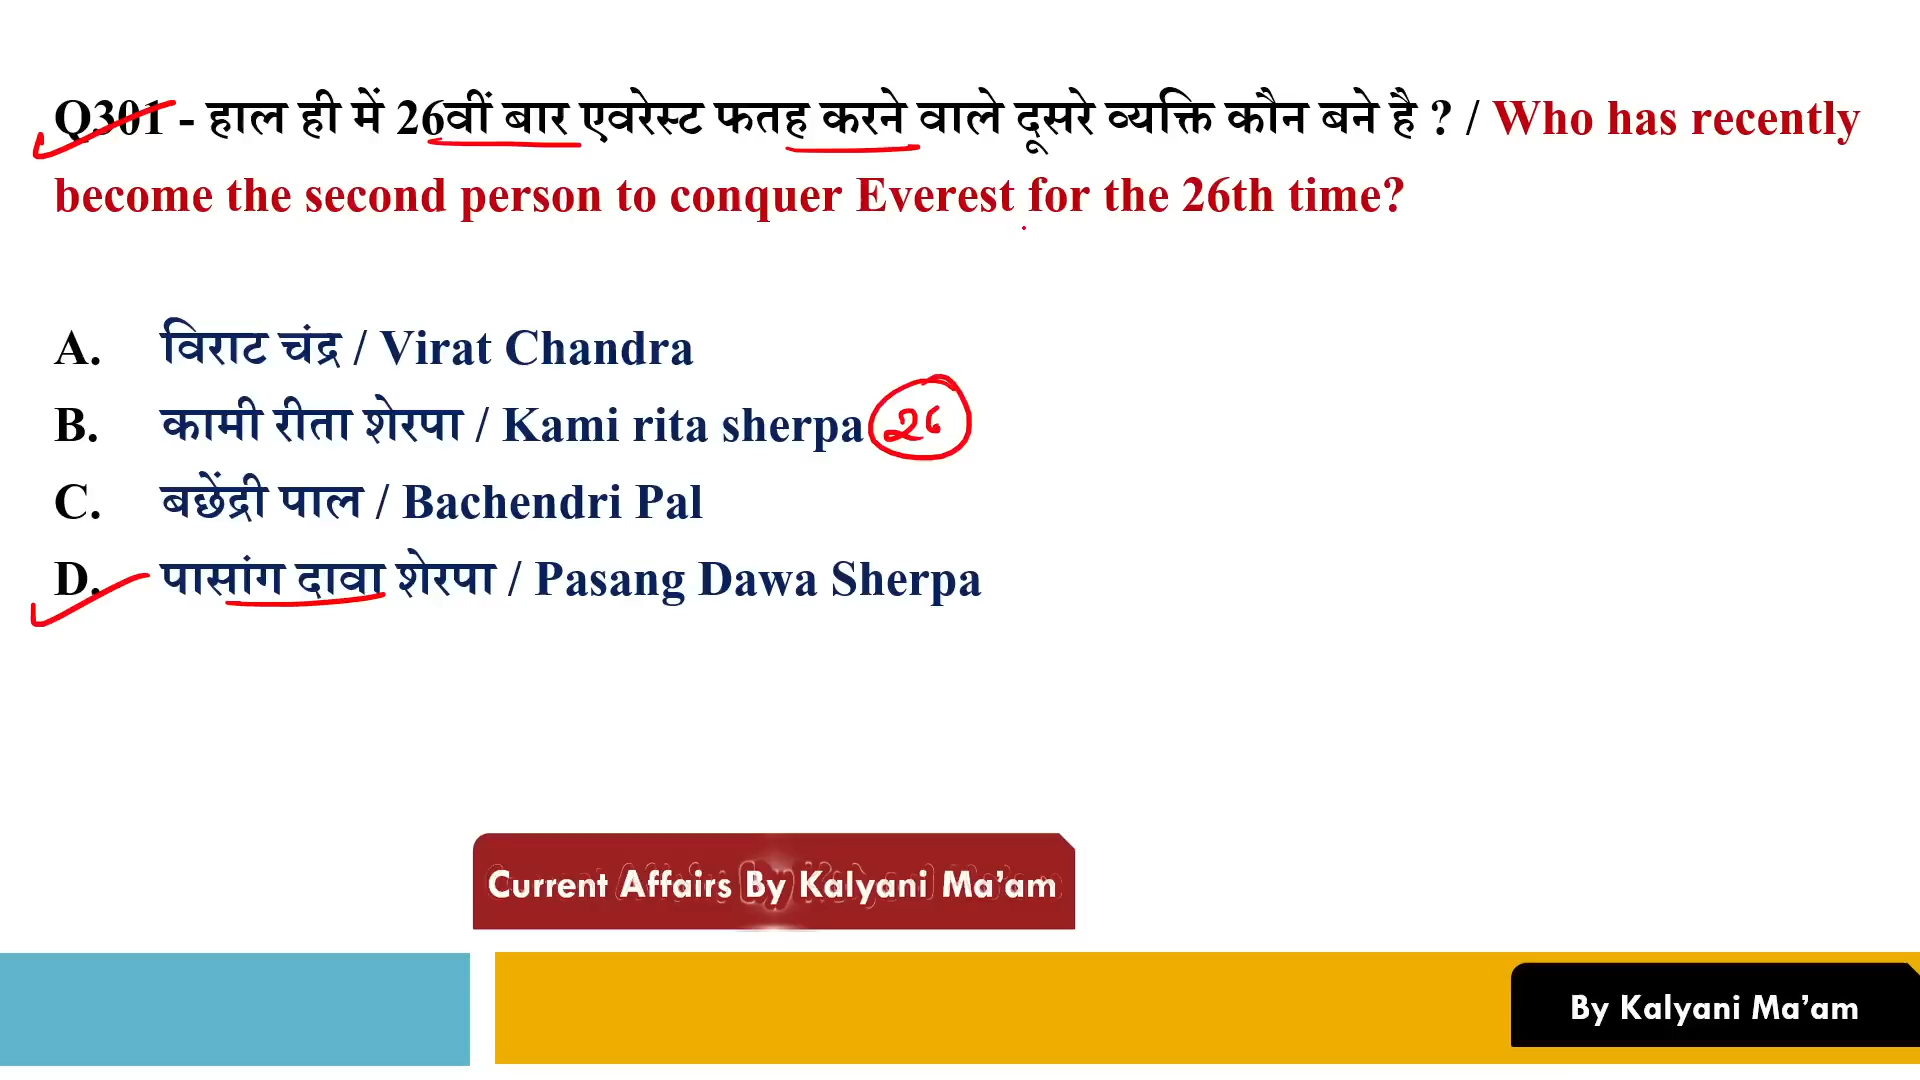 Q301 - हाल ही में 26वीं बार एवरेस्ट फतह करने वाले दूसरे व्यक्ति कौन बने है ? / Who has recently
become the second person to conquer Everest for the 26th time?
A. विराट चंद्र / Virat Chandra
B. कामी रीता शेरपा / Kami rita sherpa 26
C. बछेंद्री पाल / Bachendri Pal
D. पासांग दावा शेरपा / Pasang Dawa Sherpa
Current Affairs By Kalyani Ma’am
By Kalyani Ma’am